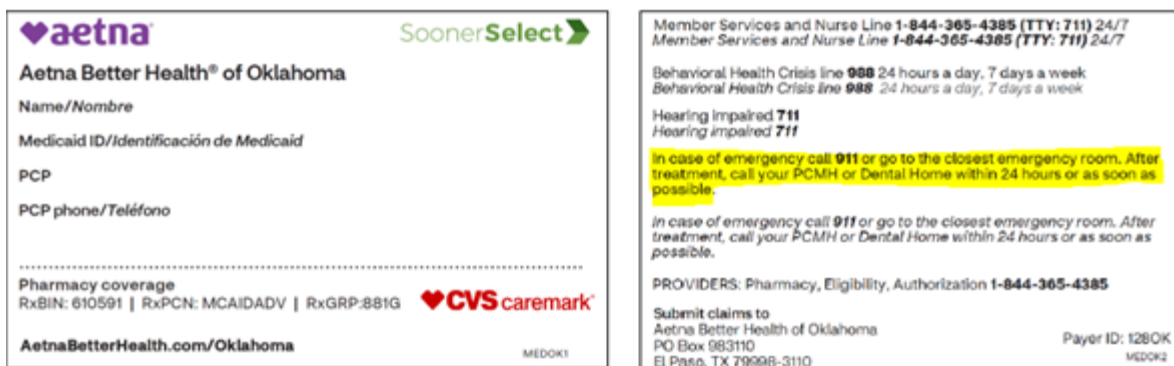 aetna
SoonerSelect
Aetna Better Health® of Oklahoma
Name/Nombre
Medicaid ID/Identificación de Medicaid
PCP
PCP phone/Teléfono
Pharmacy coverage
RxBIN: 610591 | RxPCN: MCAIDADV | RxGRP:881G
CVS caremark
AetnaBetterHealth.com/Oklahoma
MEDOK1
Member Services and Nurse Line 1-844-365-4385 (TTY: 711) 24/7
Member Services and Nurse Line 1-844-365-4385 (TTY: 711) 24/7
Behavioral Health Crisis line 988 24 hours a day, 7 days a week
Behavioral Health Crisis line 988 24 hours a day, 7 days a week
Hearing impaired 711
Hearing impaired 711
In case of emergency call 911 or go to the closest emergency room. After
treatment, call your PCMH or Dental Home within 24 hours or as soon as
possible.
In case of emergency call 911 or go to the closest emergency room. After
treatment, call your PCMH or Dental Home within 24 hours or as soon as
possible.
PROVIDERS: Pharmacy, Eligibility, Authorization 1-844-365-4385
Submit claims to
Aetna Better Health of Oklahoma
PO Box 983110
El Paso, TX 79998-3110
Payer ID: 128OK
MEDOK2